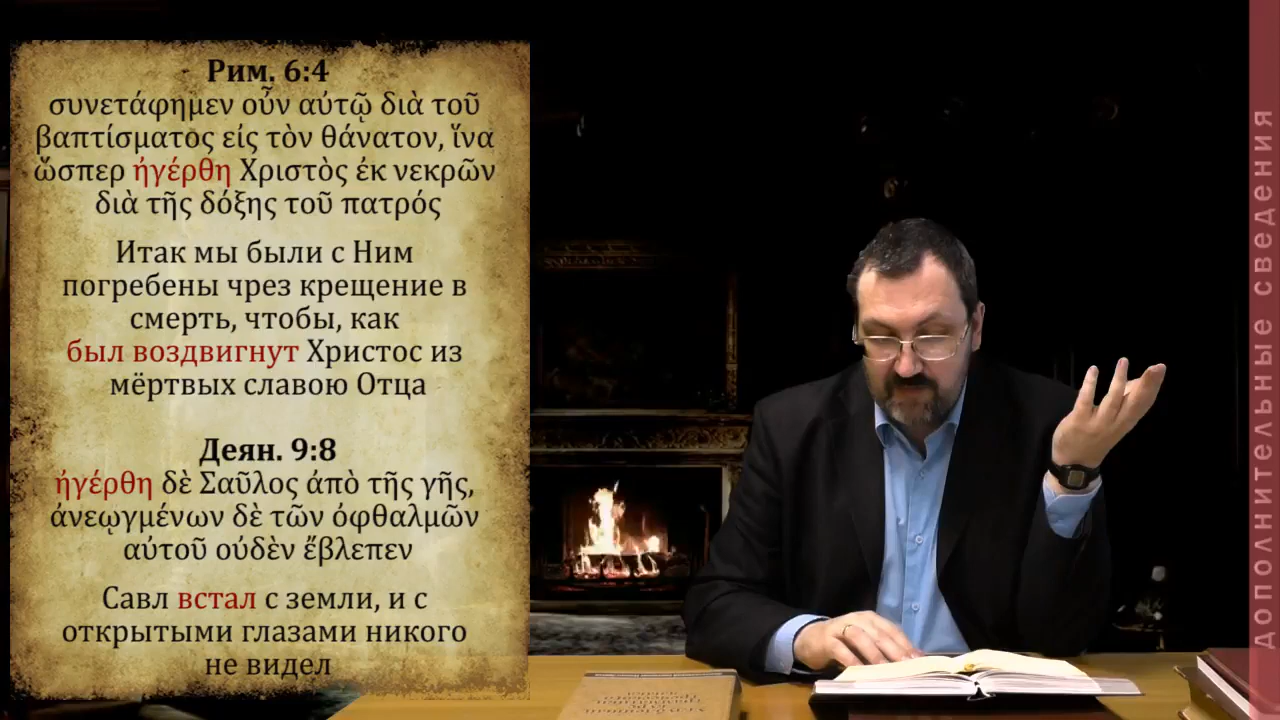 Рим. 6:4
συνετάφημεν οὖν αὐτῷ διὰ τοῦ
βαπτίσματος εἰς τὸν θάνατον, ἵνα
ὥσπερ ἠγέρθη Χριστὸς ἐκ νεκρῶν
διὰ τῆς δόξης τοῦ πατρός
Итак мы были с Ним
погребены чрез крещение в
смерть, чтобы, как
был воздвигнут Христос из
мёртвых славою Отца
Деян. 9:8
ἠγέρθη δὲ Σαῦλος ἀπὸ τῆς γῆς,
ἀνεῳγμένων δὲ τῶν ὀφθαλμῶν
αὐτοῦ οὐδὲν ἔβλεπεν
Савл встал с земли, и с
открытыми глазами никого
не видел
дополнительные сведения